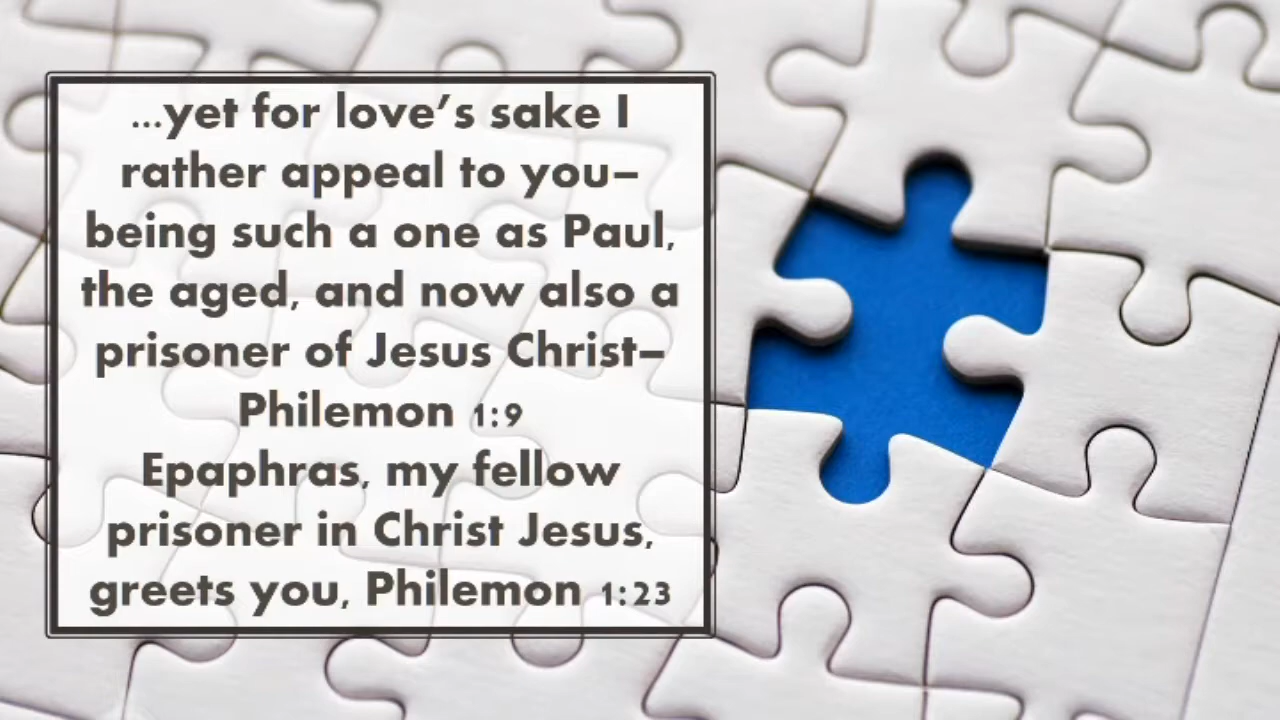 ...yet for love’s sake I
rather appeal to you–
being such a one as Paul,
the aged, and now also a
prisoner of Jesus Christ–
Philemon 1:9
Epaphras, my fellow
prisoner in Christ Jesus,
greets you, Philemon 1:23